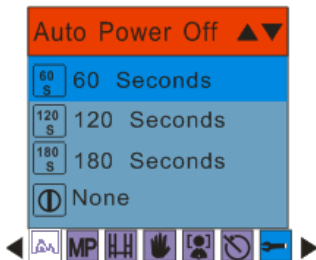 Auto Power Off ▲▼
60 S 60 Seconds
120 S 120 Seconds
180 S 180 Seconds
None
MP